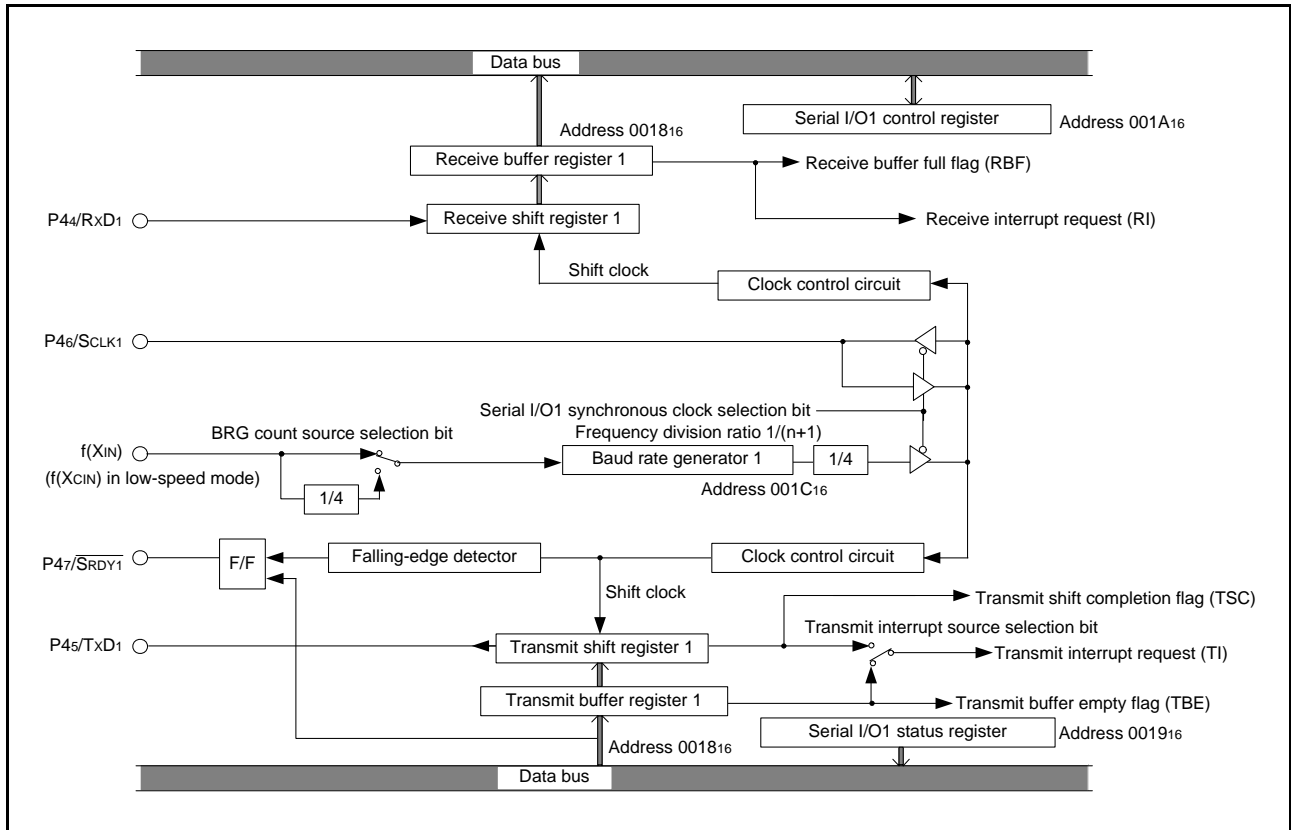 Data bus
Serial I/O1 control register
Address 001A16
Address 001816
Receive buffer register 1
Receive buffer full flag (RBF)
P44/RXD1
Receive shift register 1
Receive interrupt request (RI)
Shift clock
Clock control circuit
P46/SCLK1
Serial I/O1 synchronous clock selection bit
BRG count source selection bit
Frequency division ratio 1/(n+1)
f(XIN)
Baud rate generator 1
1/4
(f(XCIN) in low-speed mode)
1/4
Address 001C16
P47/SRDY1
F/F
Falling-edge detector
Clock control circuit
Shift clock
Transmit shift completion flag (TSC)
Transmit interrupt source selection bit
P45/TXD1
Transmit shift register 1
Transmit interrupt request (TI)
Transmit buffer register 1
Transmit buffer empty flag (TBE)
Serial I/O1 status register
Address 001916
Address 001816
Data bus